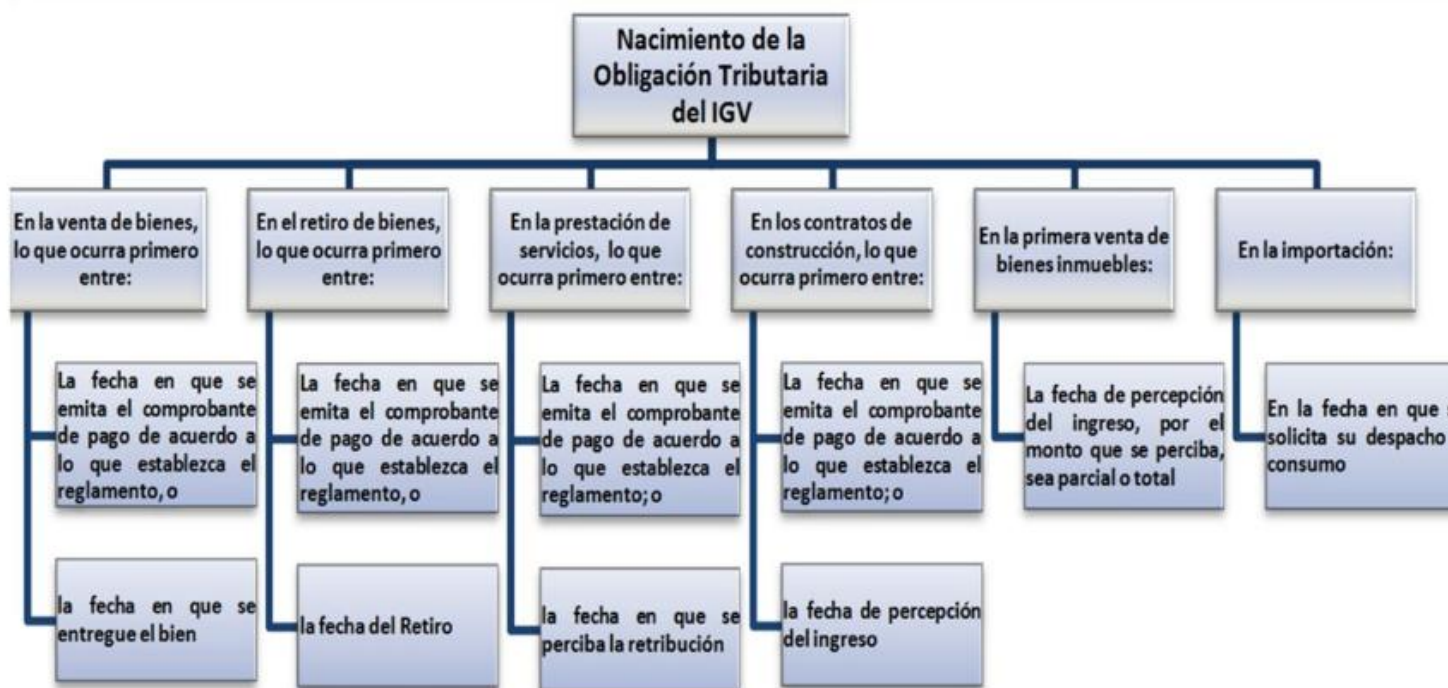 Nacimiento de la
Obligación Tributaria
del IGV
En la venta de bienes,
lo que ocurra primero
entre:
En el retiro de bienes,
lo que ocurra primero
entre:
En la prestación de
servicios, lo que
ocurra primero entre:
En los contratos de
construcción, lo que
ocurra primero entre:
En la primera venta de
bienes inmuebles:
En la importación:
La fecha en que se
emita el comprobante
de pago de acuerdo a
lo que establezca el
reglamento, o
La fecha en que se
emita el comprobante
de pago de acuerdo a
lo que establezca el
reglamento, o
La fecha en que se
emita el comprobante
de pago de acuerdo a
lo que establezca el
reglamento; o
La fecha en que se
emita el comprobante
de pago de acuerdo a
lo que establezca el
reglamento; o
La fecha de percepción
del ingreso, por el
monto que se perciba,
sea parcial o total
En la fecha en que
solicita su despacho
consumo
la fecha en que se
entregue el bien
la fecha del Retiro
la fecha en que se
perciba la retribución
la fecha de percepción
del ingreso